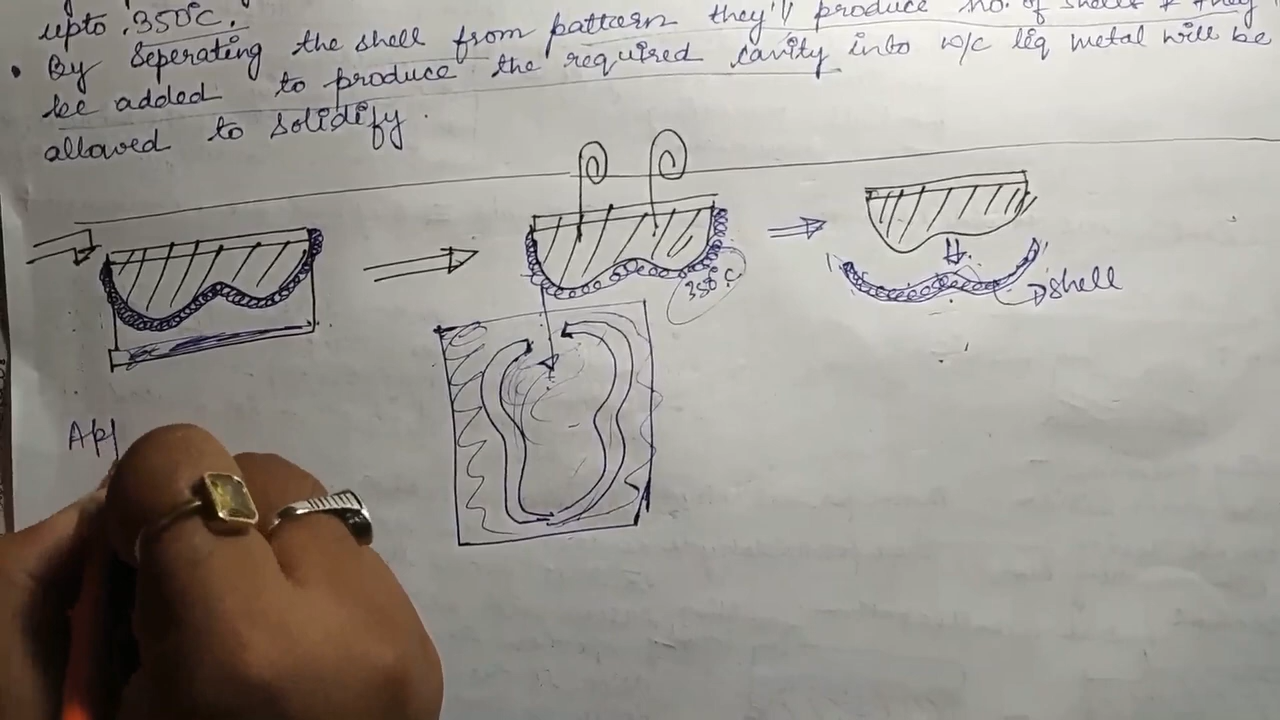 upto .350°C.
• By seperating the shell from pattern they'll produce no. of shells & they'll
be added to produce the required cavity into w/c liq metal will be
allowed to solidify.
350°C
shell
Apl